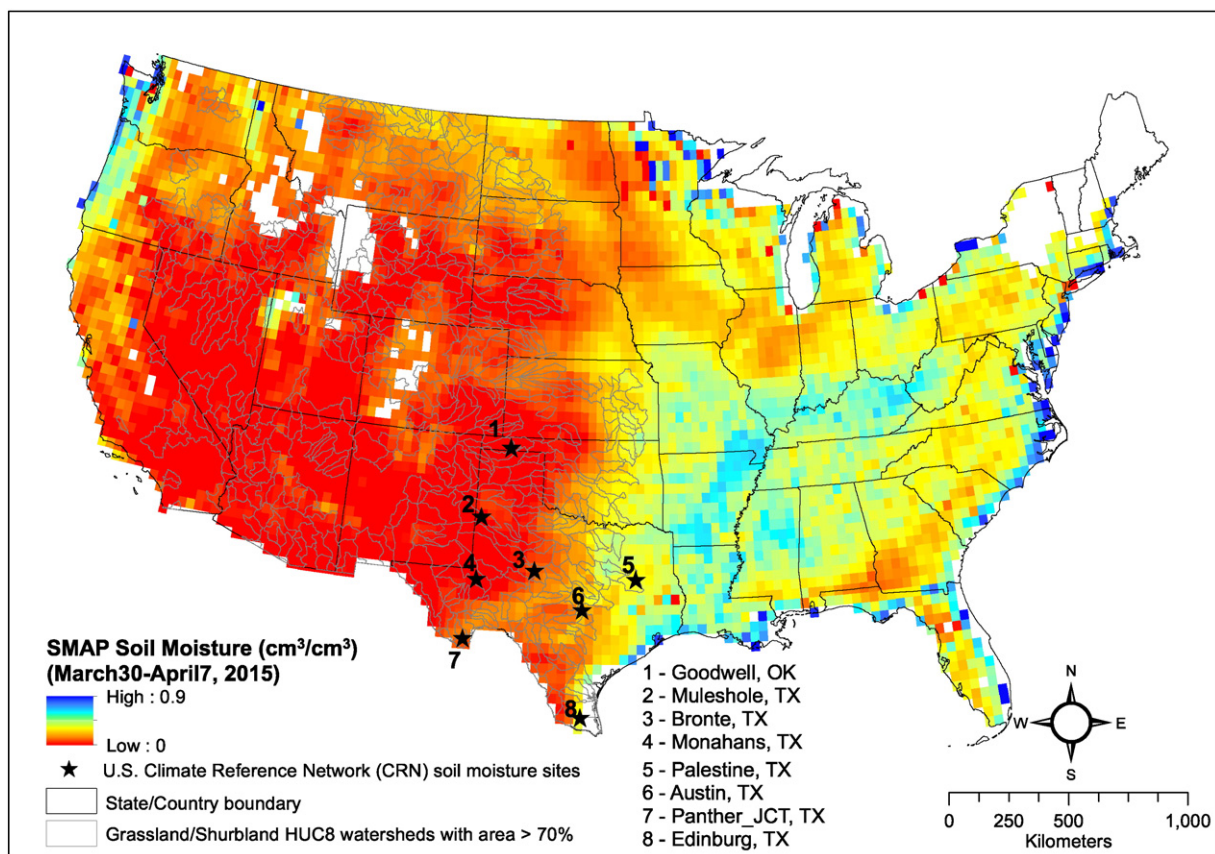 1
2
3
4
5
6
7
8
SMAP Soil Moisture (cm³/cm³)
(March30-April7, 2015)
High : 0.9
Low : 0
U.S. Climate Reference Network (CRN) soil moisture sites
State/Country boundary
Grassland/Shurbland HUC8 watersheds with area > 70%
1 - Goodwell, OK
2 - Muleshole, TX
3 - Bronte, TX
4 - Monahans, TX
5 - Palestine, TX
6 - Austin, TX
7 - Panther_JCT, TX
8 - Edinburg, TX
N
W E
S
0 250 500 1,000
Kilometers